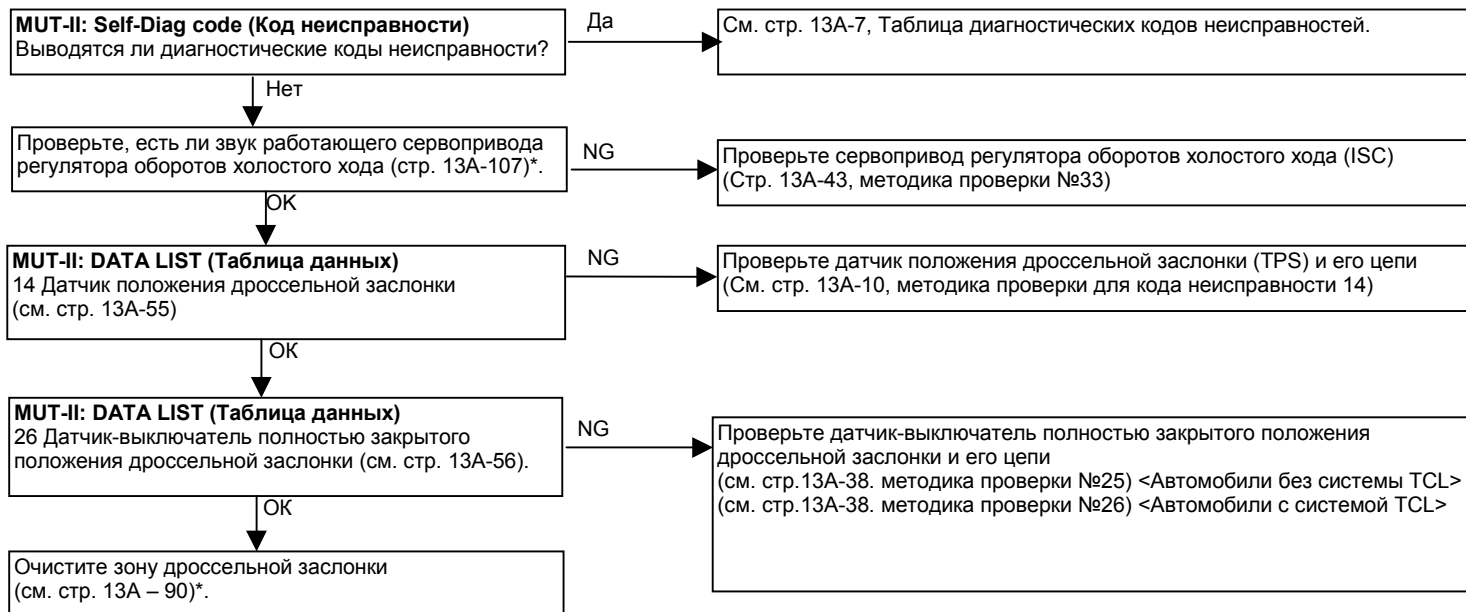 MUT-II: Self-Diag code (Код неисправности)
Выводятся ли диагностические коды неисправности?
Да
См. стр. 13А-7, Таблица диагностических кодов неисправностей.
Нет
Проверьте, есть ли звук работающего сервопривода
регулятора оборотов холостого хода (стр. 13А-107)*.
NG
Проверьте сервопривод регулятора оборотов холостого хода (ISC)
(Стр. 13А-43, методика проверки №33)
OK
MUT-II: DATA LIST (Таблица данных)
14 Датчик положения дроссельной заслонки
(см. стр. 13А-55)
NG
Проверьте датчик положения дроссельной заслонки (TPS) и его цепи
(См. стр. 13А-10, методика проверки для кода неисправности 14)
OK
MUT-II: DATA LIST (Таблица данных)
26 Датчик-выключатель полностью закрытого
положения дроссельной заслонки (см. стр. 13А-56).
NG
Проверьте датчик-выключатель полностью закрытого положения
дроссельной заслонки и его цепи
(см. стр.13А-38. методика проверки №25) <Автомобили без системы TCL>
(см. стр.13А-38. методика проверки №26) <Автомобили с системой TCL>
OK
Очистите зону дроссельной заслонки
(см. стр. 13А – 90)*.